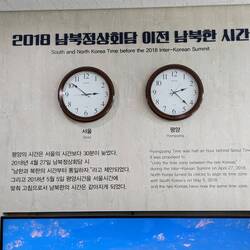 2018 남북정상회담 이전 남북한 시간
South and North Korea Time before the 2018 Inter-Korean Summit
서울
Seoul
평양
Pyongyang
평양의 시간은 서울의 시간보다 30분이 늦었다.
2018년 4월 27일 남북정상회담 시
"남한과 북한의 시간부터 통일하자."라고 제안되었다.
그리고 2018년 5월 5일 평양시간을 서울시간에
맞춰 고침으로서 남북한의 시간은 같아지게 되었다.
Pyongyang Time was half an hour behind Seoul Time.
It was proposed to
"Unify the time between the two Koreas"
during the Inter-Korean Summit on April 27, 2018.
North Korea turned its clocks to align its time zone
with South Korea's on May 5, 2018,
and the two Koreas have now the same time zone.